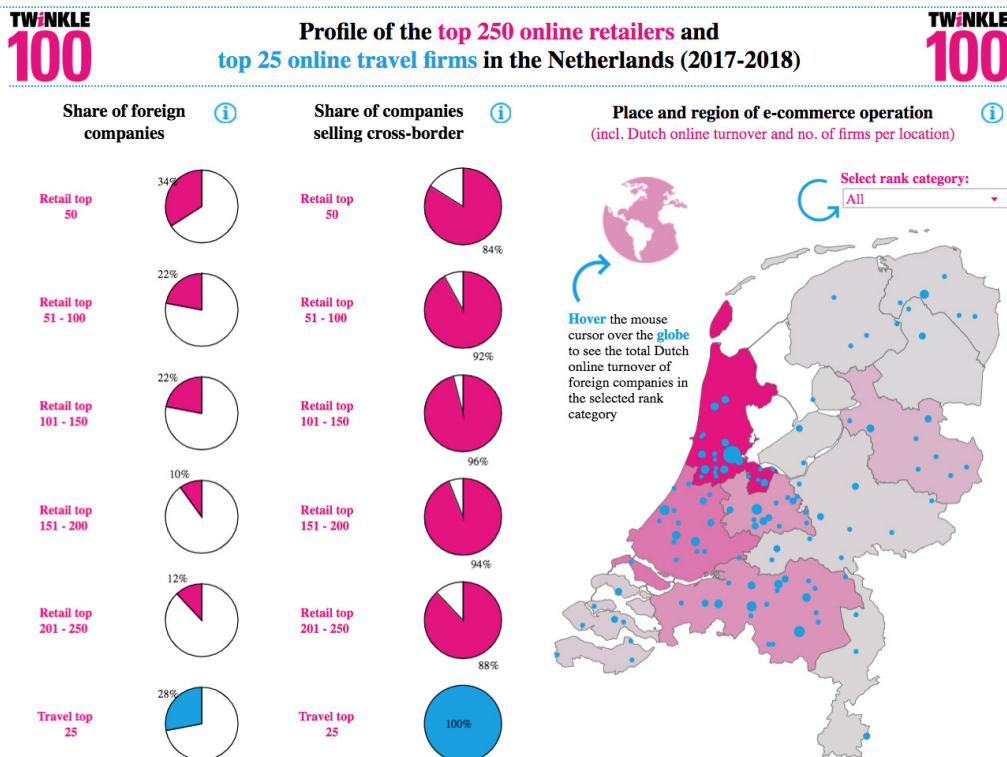 TWiNKLE
100
Profile of the top 250 online retailers and
top 25 online travel firms in the Netherlands (2017-2018)
TWiNKLE
100
Share of foreign
companies
i
Share of companies
selling cross-border
i
Place and region of e-commerce operation
(incl. Dutch online turnover and no. of firms per location)
i
Select rank category:
All
Hover the mouse
cursor over the globe
to see the total Dutch
online turnover of
foreign companies in
the selected rank
category
Retail top
50
34%
Retail top
50
84%
Retail top
51 - 100
22%
Retail top
51 - 100
92%
Retail top
101 - 150
22%
Retail top
101 - 150
96%
Retail top
151 - 200
10%
Retail top
151 - 200
94%
Retail top
201 - 250
12%
Retail top
201 - 250
88%
Travel top
25
28%
Travel top
25
100%